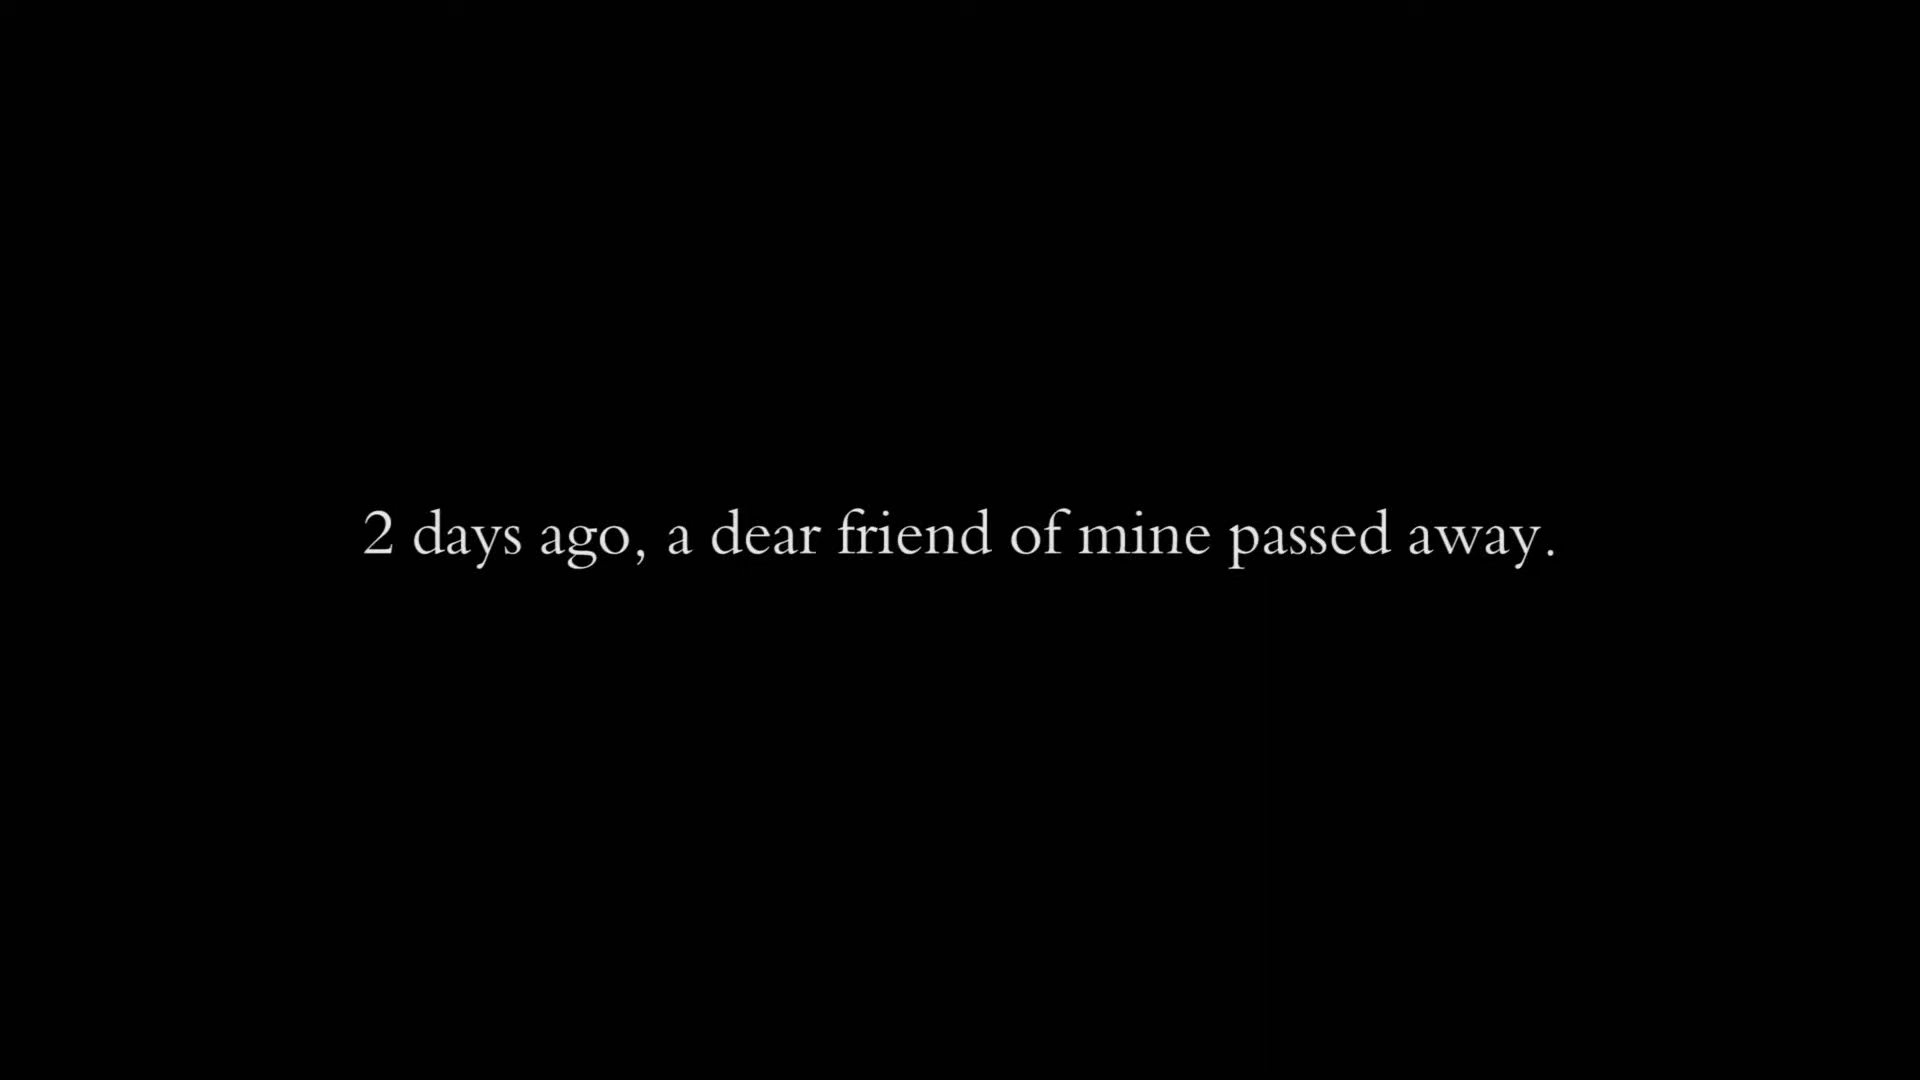 2 days ago, a dear friend of mine passed away.